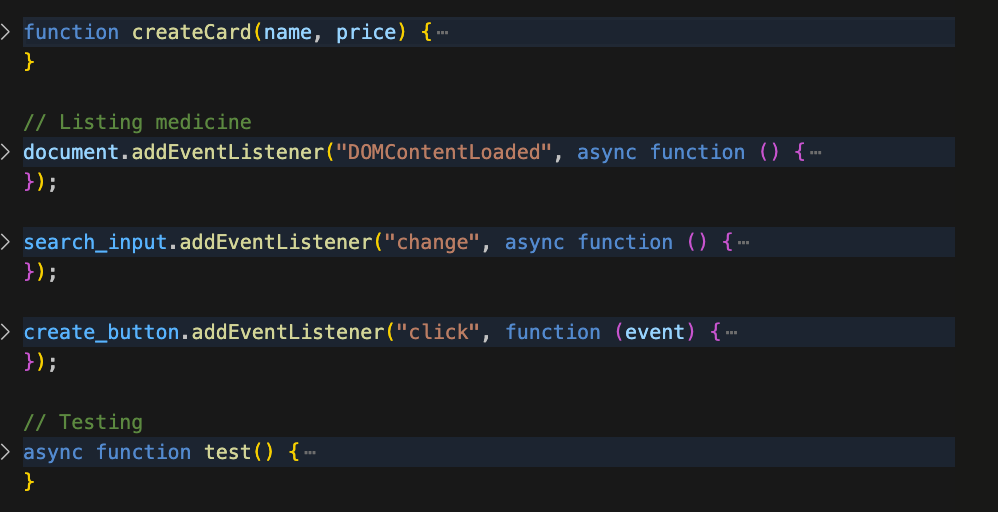 function createCard(name, price) {⋯
}
// Listing medicine
document.addEventListener("DOMContentLoaded", async function () {⋯
});
search_input.addEventListener("change", async function () {⋯
});
create_button.addEventListener("click", function (event) {⋯
});
// Testing
async function test() {⋯
}